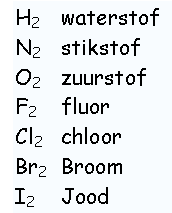 H₂ waterstof
N₂ stikstof
O₂ zuurstof
F₂ fluor
Cl₂ chloor
Br₂ Broom
I₂ Jood